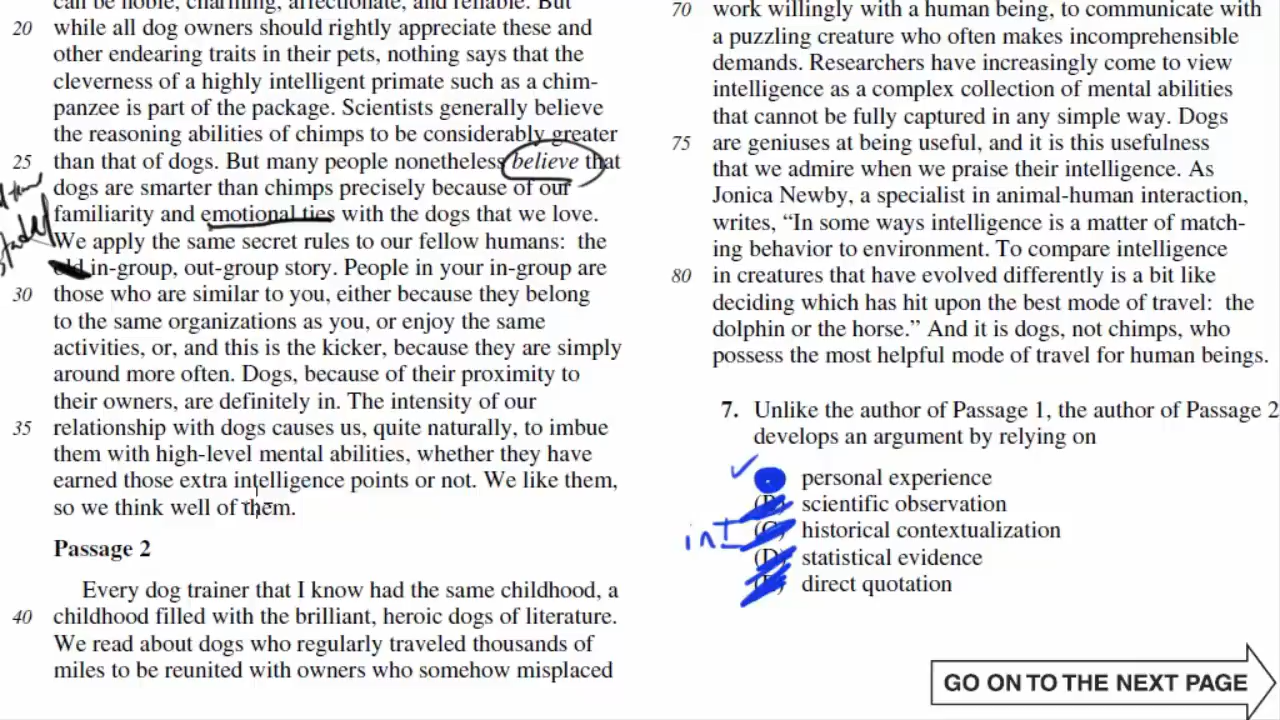 can be noble, charming, affectionate, and reliable. But
20 while all dog owners should rightly appreciate these and
other endearing traits in their pets, nothing says that the
cleverness of a highly intelligent primate such as a chim-
panzee is part of the package. Scientists generally believe
the reasoning abilities of chimps to be considerably greater
25 than that of dogs. But many people nonetheless believe that
dogs are smarter than chimps precisely because of our
familiarity and emotional ties with the dogs that we love.
We apply the same secret rules to our fellow humans: the
in-group, out-group story. People in your in-group are
30 those who are similar to you, either because they belong
to the same organizations as you, or enjoy the same
activities, or, and this is the kicker, because they are simply
around more often. Dogs, because of their proximity to
their owners, are definitely in. The intensity of our
35 relationship with dogs causes us, quite naturally, to imbue
them with high-level mental abilities, whether they have
earned those extra intelligence points or not. We like them,
so we think well of them.
Passage 2
Every dog trainer that I know had the same childhood, a
40 childhood filled with the brilliant, heroic dogs of literature.
We read about dogs who regularly traveled thousands of
miles to be reunited with owners who somehow misplaced
70 work willingly with a human being, to communicate with
a puzzling creature who often makes incomprehensible
demands. Researchers have increasingly come to view
intelligence as a complex collection of mental abilities
that cannot be fully captured in any simple way. Dogs
75 are geniuses at being useful, and it is this usefulness
that we admire when we praise their intelligence. As
Jonica Newby, a specialist in animal-human interaction,
writes, “In some ways intelligence is a matter of match-
ing behavior to environment. To compare intelligence
80 in creatures that have evolved differently is a bit like
deciding which has hit upon the best mode of travel: the
dolphin or the horse.” And it is dogs, not chimps, who
possess the most helpful mode of travel for human beings.
7. Unlike the author of Passage 1, the author of Passage 2
develops an argument by relying on
personal experience
(B) scientific observation
int (C) historical contextualization
(D) statistical evidence
direct quotation
GO ON TO THE NEXT PAGE